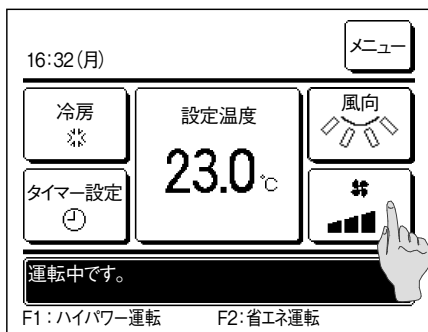 16:32(月)
メニュー
冷房
設定温度
風向
23.0℃
タイマー設定
運転中です。
F1：ハイパワー運転 F2：省エネ運転